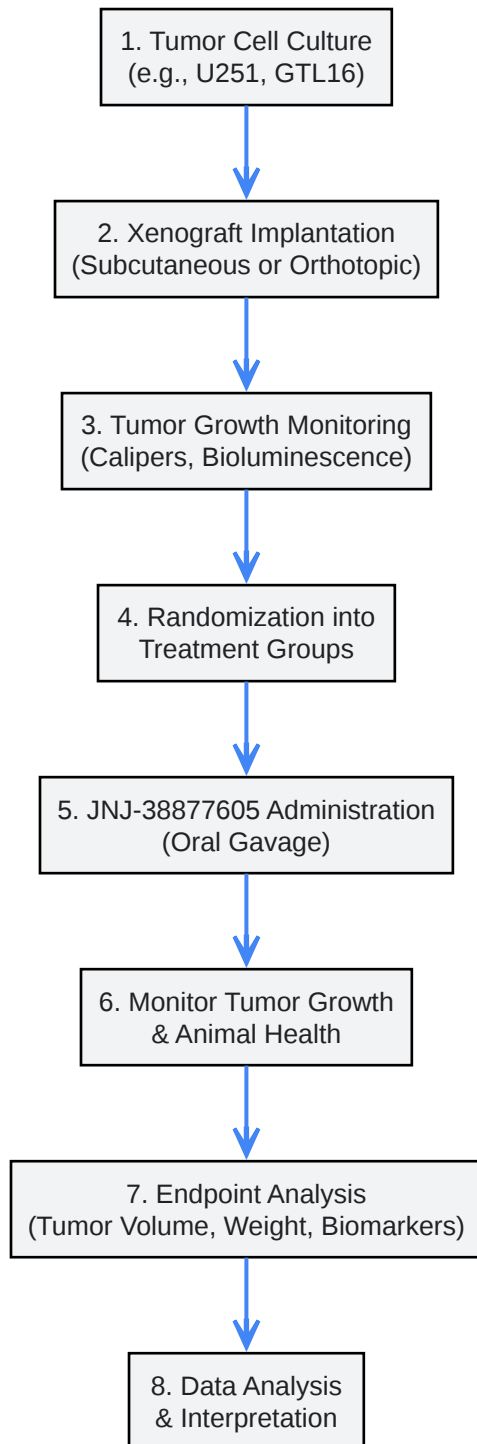 1. Tumor Cell Culture
(e.g., U251, GTL16)
2. Xenograft Implantation
(Subcutaneous or Orthotopic)
3. Tumor Growth Monitoring
(Calipers, Bioluminescence)
4. Randomization into
Treatment Groups
5. JNJ-38877605 Administration
(Oral Gavage)
6. Monitor Tumor Growth
& Animal Health
7. Endpoint Analysis
(Tumor Volume, Weight, Biomarkers)
8. Data Analysis
& Interpretation